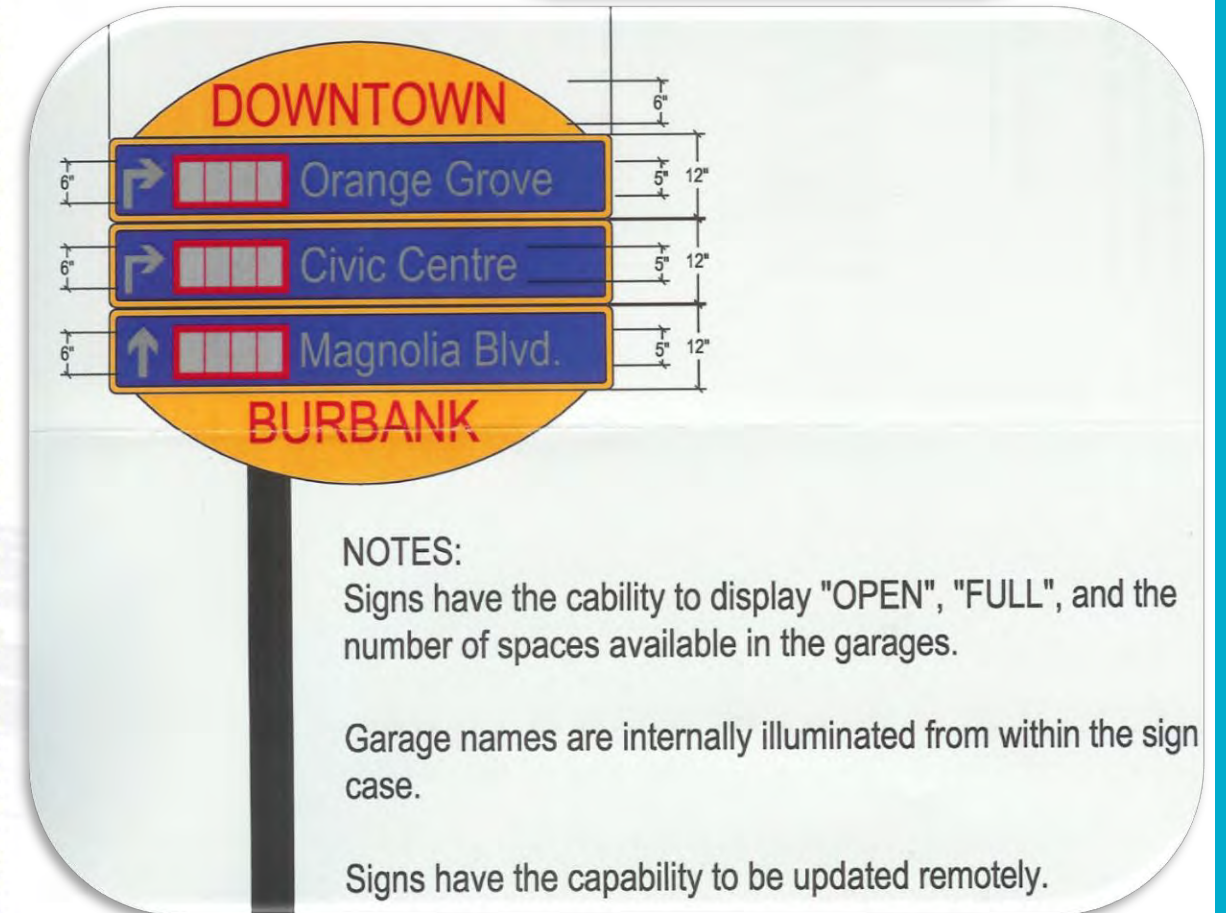 DOWNTOWN
6"
6" Orange Grove 5" 12"
6" Civic Centre 5" 12"
6" Magnolia Blvd. 5" 12"
BURBANK
NOTES:
Signs have the cability to display "OPEN", "FULL", and the
number of spaces available in the garages.
Garage names are internally illuminated from within the sign
case.
Signs have the capability to be updated remotely.